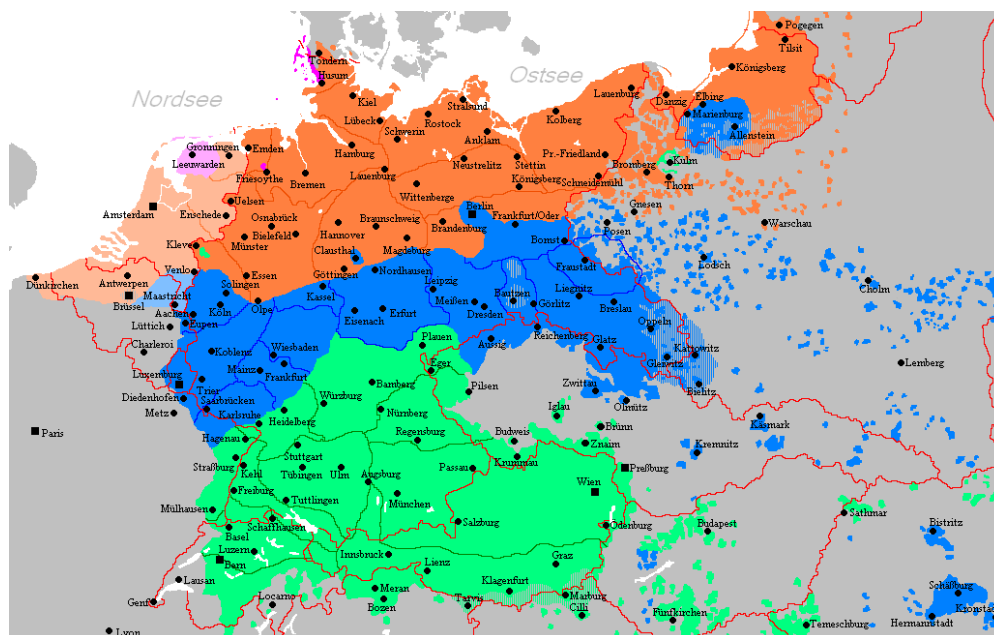 Pogegen
Tilsit
Tondern
Husum
Nordsee
Ostsee
Königsberg
Kiel
Stralsund
Lauenburg
Danzig
Elbing
Lübeck
Rostock
Kolberg
Marienburg
Schwerin
Anklam
Allenstein
Gronningen
Emden
Hamburg
Leeuwarden
Neustrelitz
Stettin
Pr.-Friedland
Kulm
Friesoythe
Bremen
Lauenburg
Bromberg
Thorn
Wittenberge
Königsberg
Schneidemühl
Uelsen
Amsterdam
Enschede
Osnabrück
Braunschweig
Berlin
Frankfurt/Oder
Gnesen
Posen
Warschau
Münster
Bielefeld
Hannover
Brandenburg
Kleve
Clausthal
Magdeburg
Bomst
Venlo
Essen
Göttingen
Nordhausen
Fraustadt
Lodsch
Dünkirchen
Antwerpen
Solingen
Kassel
Leipzig
Cholm
Maastricht
Brüssel
Köln
Olpe
Meißen
Bautzen
Liegnitz
Aachen
Eupen
Eisenach
Erfurt
Dresden
Görlitz
Breslau
Lüttich
Oppeln
Charleroi
Koblenz
Wiesbaden
Plauen
Aussig
Reichenberg
Glatz
Kattowitz
Luxemburg
Mainz
Frankfurt
Eger
Gleiwitz
Lemberg
Trier
Bamberg
Pilsen
Zwittau
Bielitz
Diedenhofen
Saarbrücken
Würzburg
Olmütz
Metz
Karlsruhe
Heidelberg
Nürnberg
Iglau
Käsmark
Paris
Hagenau
Regensburg
Budweis
Brünn
Znaim
Kremnitz
Stuttgart
Krummau
Straßburg
Kehl
Tübingen
Ulm
Augsburg
Passau
Preßburg
Wien
Freiburg
Tuttlingen
München
Mülhausen
Schaffhausen
Salzburg
Ödenburg
Budapest
Sathmar
Bistritz
Basel
Luzern
Bern
Innsbruck
Lienz
Graz
Lausan
Meran
Klagenfurt
Schäßburg
Genf
Locarno
Bozen
Tarvis
Marburg
Cilli
Fünfkirchen
Kronstad
Hermannstadt
Temeschburg
Lyon